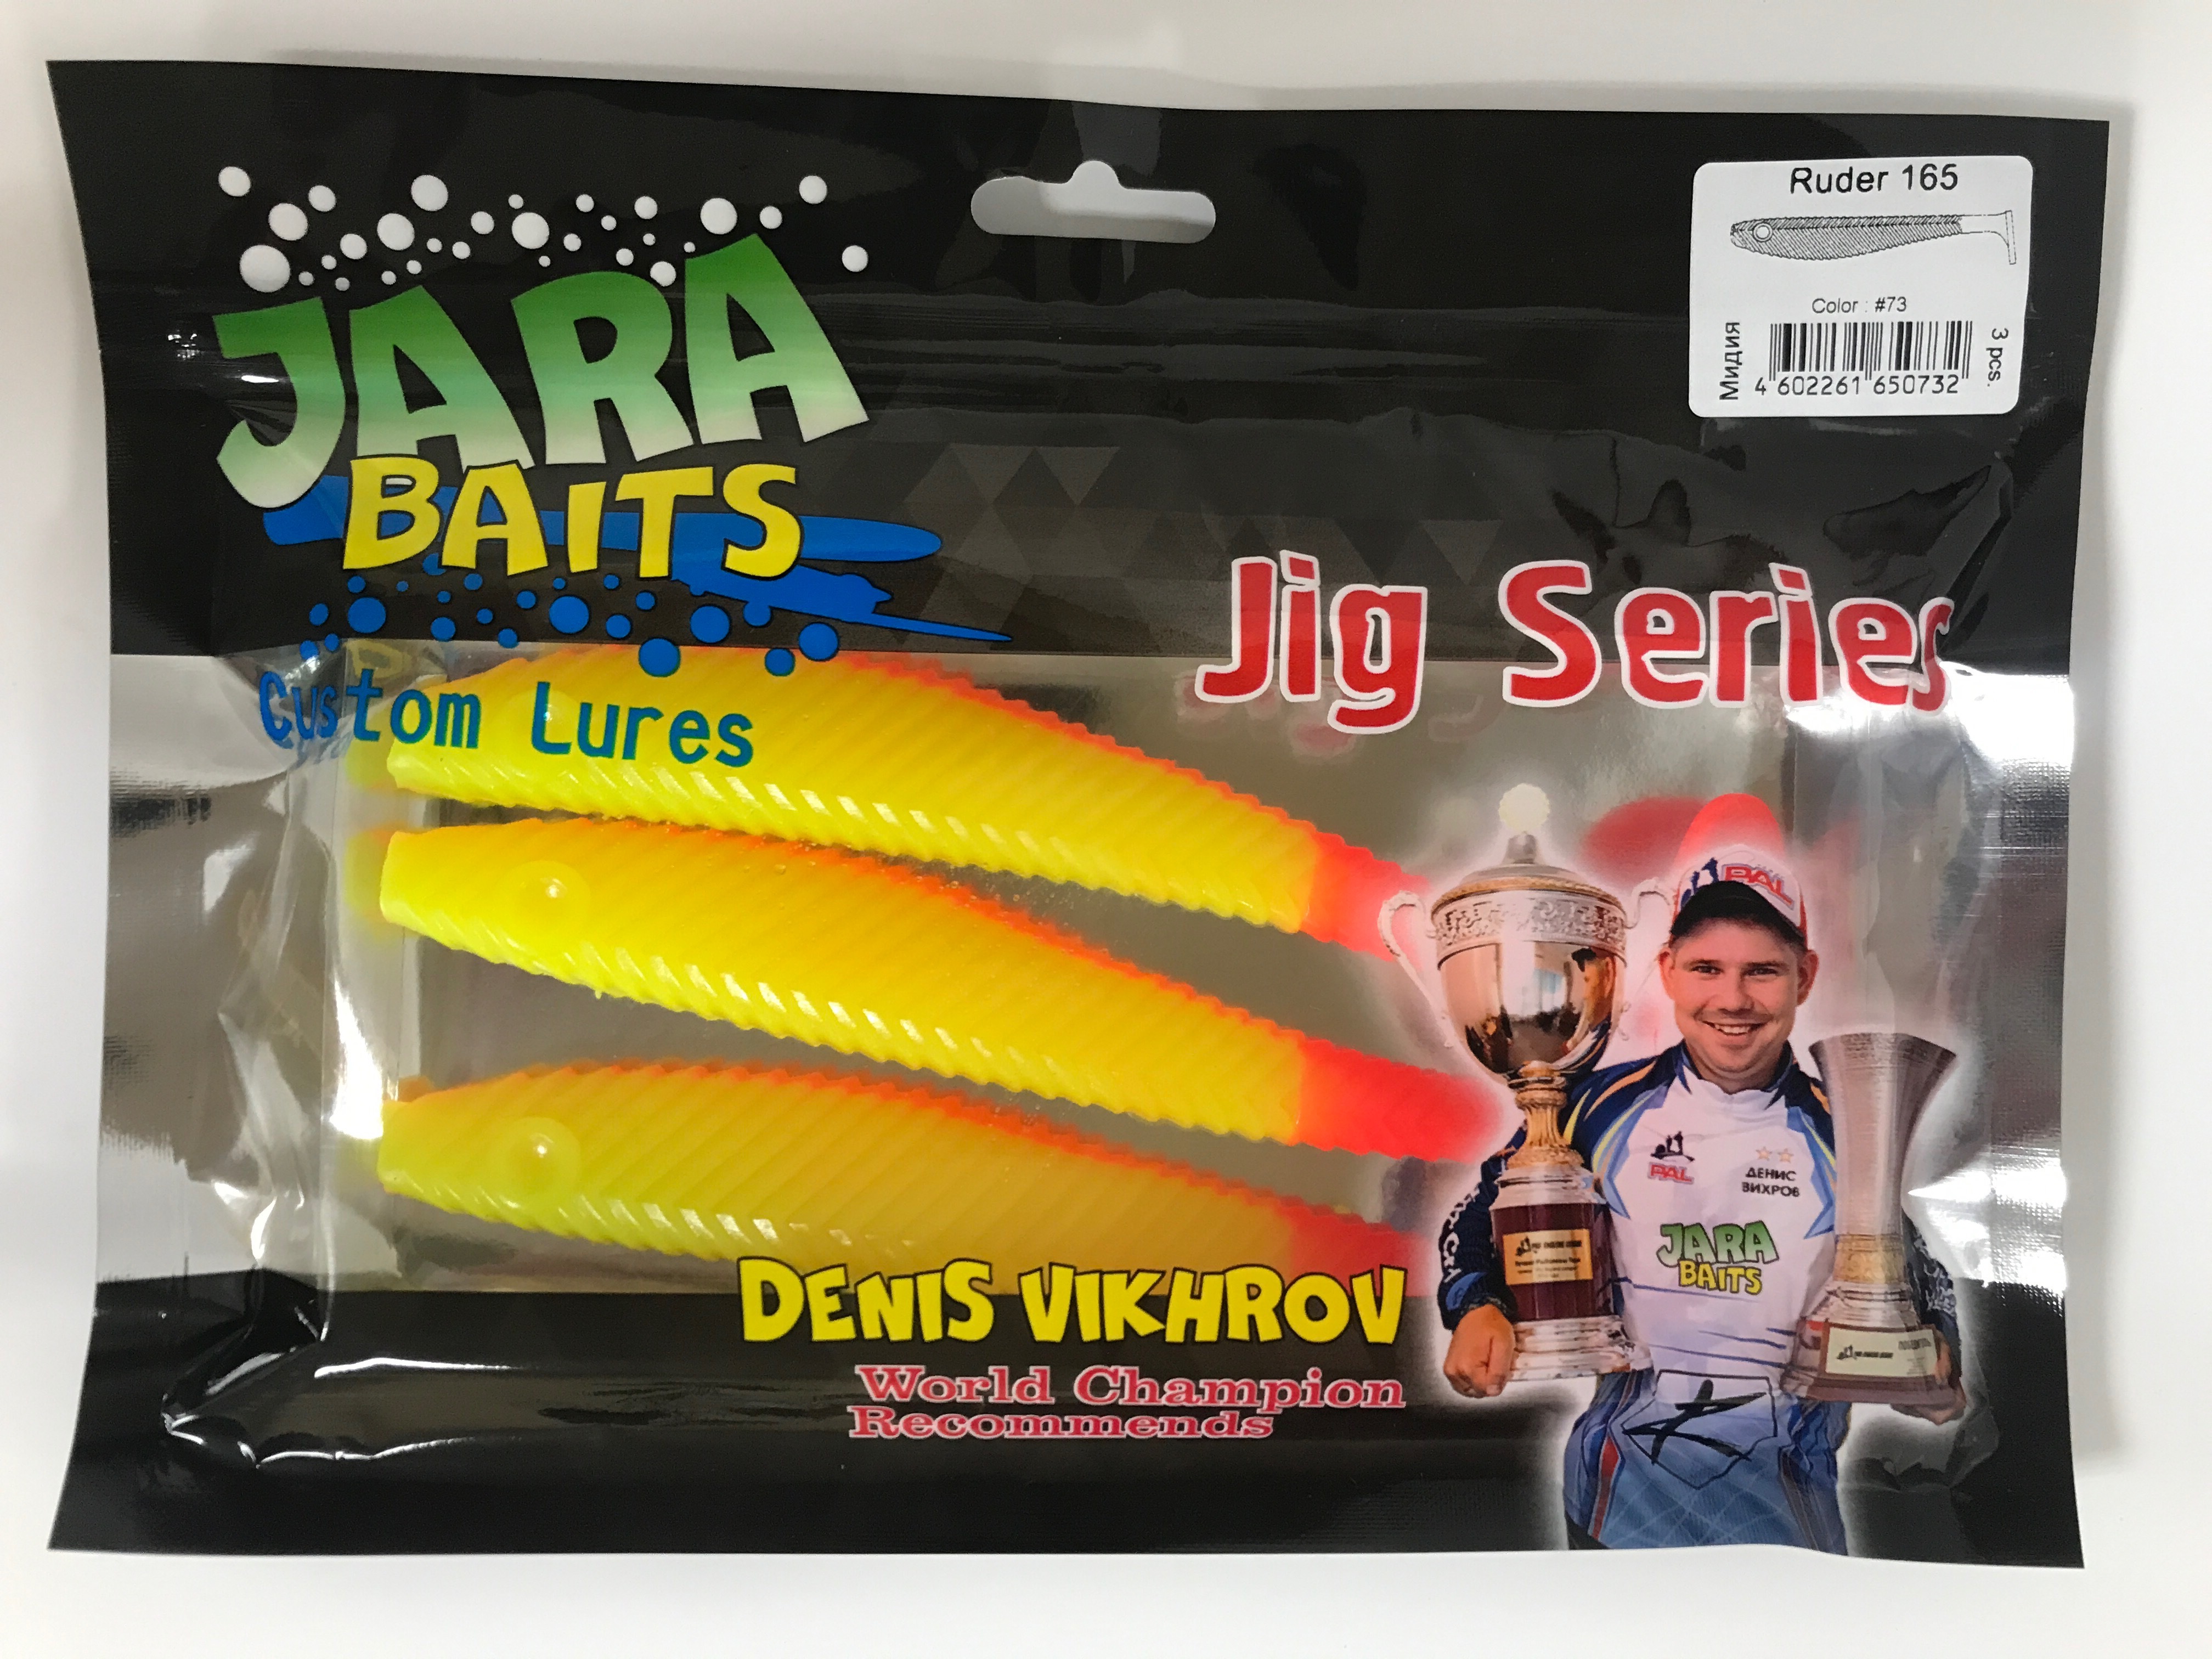 Ruder 165
Color : #73
Мидия
3 pcs.
4 602261 650732
JARA
BAITS
Custom Lures
Jig Series
PAL
PAL
ДЕНИС
ВИХРОВ
JARA
BAITS
DENIS VIKHROV
World Champion
Recommends